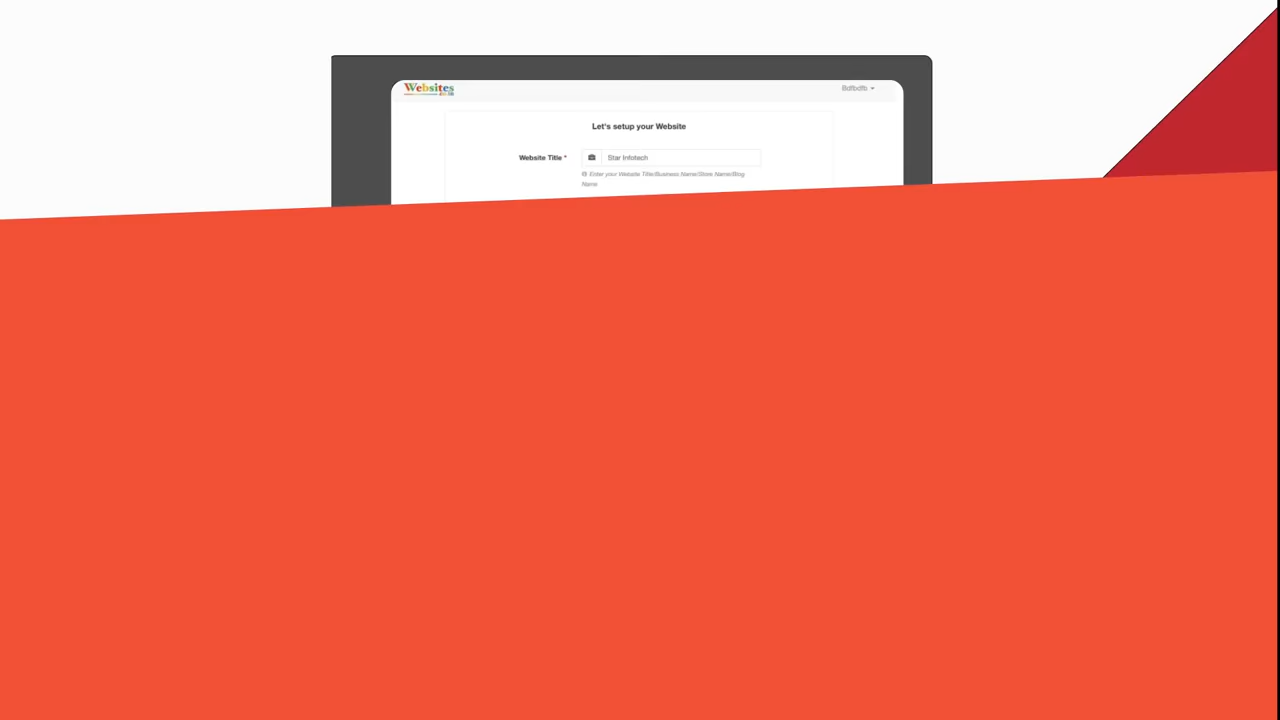 Websites
Bdfbdfb
Let's setup your Website
Website Title *
Star Infotech
Enter your Website Title/Business Name/Store Name/Blog
Name